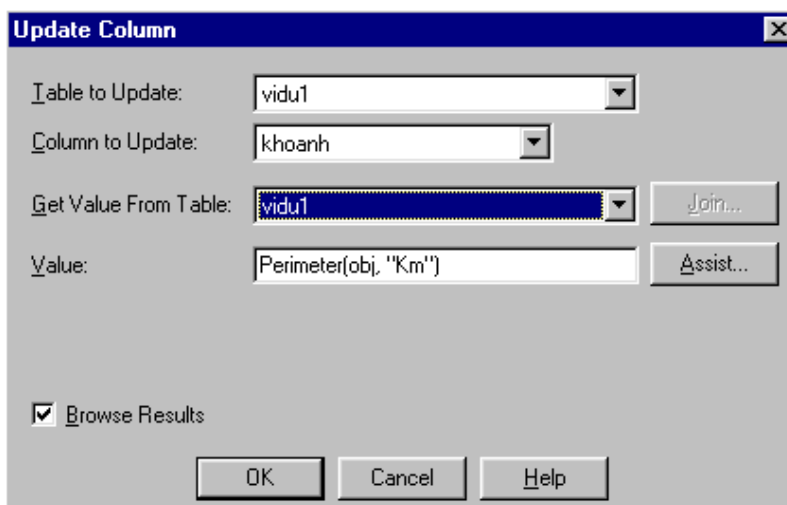 Update Column
Table to Update: vidu1
Column to Update: khoanh
Get Value From Table: vidu1 Join...
Value: Perimeter(obj, "Km") Assist...
Browse Results
OK Cancel Help